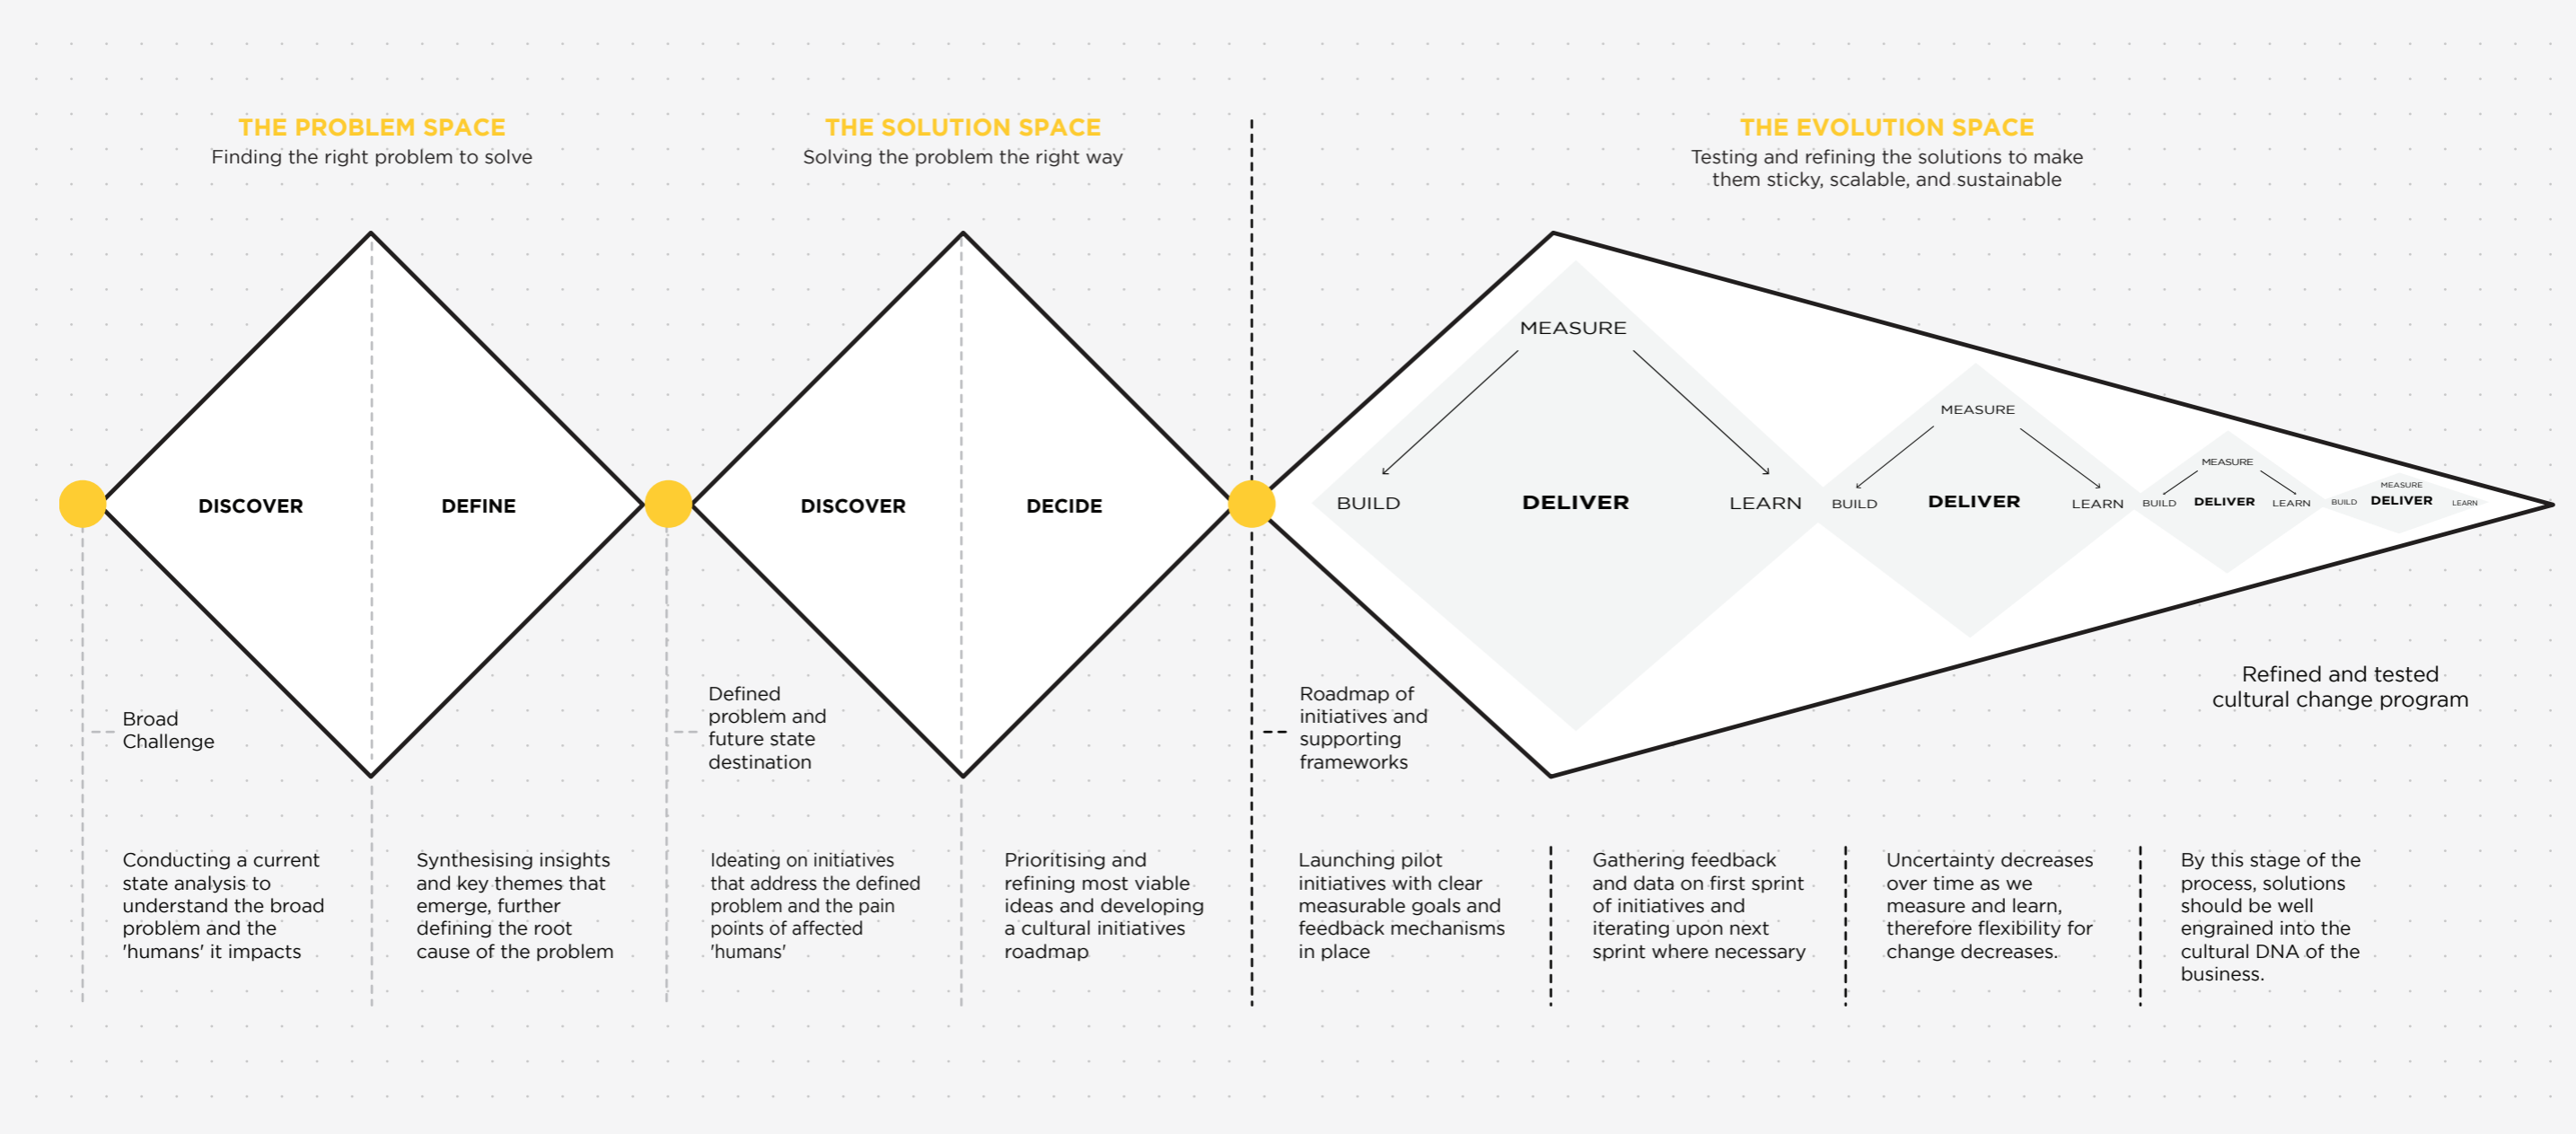 THE PROBLEM SPACE
Finding the right problem to solve
THE SOLUTION SPACE
Solving the problem the right way
THE EVOLUTION SPACE
Testing and refining the solutions to make
them sticky, scalable, and sustainable
DISCOVER
DEFINE
DISCOVER
DECIDE
MEASURE
BUILD
DELIVER
LEARN
MEASURE
BUILD
DELIVER
LEARN
MEASURE
BUILD
DELIVER
LEARN
MEASURE
BUILD
DELIVER
LEARN
Broad
Challenge
Defined
problem and
future state
destination
Roadmap of
initiatives and
supporting
frameworks
Refined and tested
cultural change program
Conducting a current
state analysis to
understand the broad
problem and the
'humans' it impacts
Synthesising insights
and key themes that
emerge, further
defining the root
cause of the problem
Ideating on initiatives
that address the defined
problem and the pain
points of affected
'humans'
Prioritising and
refining most viable
ideas and developing
a cultural initiatives
roadmap
Launching pilot
initiatives with clear
measurable goals and
feedback mechanisms
in place
Gathering feedback
and data on first sprint
of initiatives and
iterating upon next
sprint where necessary
Uncertainty decreases
over time as we
measure and learn,
therefore flexibility for
change decreases.
By this stage of the
process, solutions
should be well
engrained into the
cultural DNA of the
business.